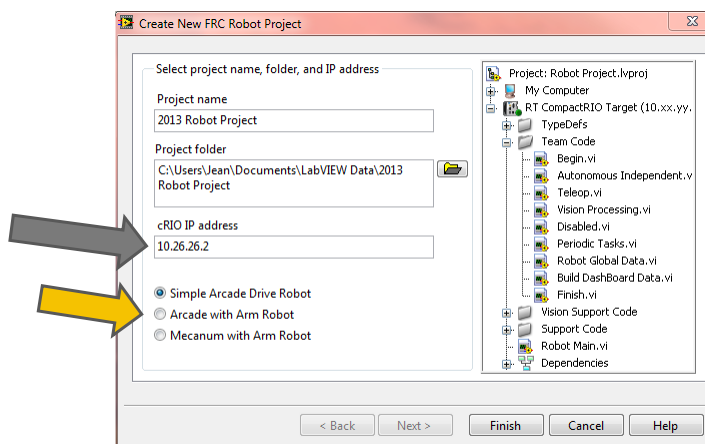 Create New FRC Robot Project
Select project name, folder, and IP address
Project name
2013 Robot Project
Project folder
C:\Users\Jean\Documents\LabVIEW Data\2013
Robot Project
cRIO IP address
10.26.26.2
Simple Arcade Drive Robot
Arcade with Arm Robot
Mecanum with Arm Robot
Project: Robot Project.lvproj
My Computer
RT CompactRIO Target (10.xx.yy.
TypeDefs
Team Code
Begin.vi
Autonomous Independent.v
Teleop.vi
Vision Processing.vi
Disabled.vi
Periodic Tasks.vi
Robot Global Data.vi
Build DashBoard Data.vi
Finish.vi
Vision Support Code
Support Code
Robot Main.vi
Dependencies
< Back
Next >
Finish
Cancel
Help